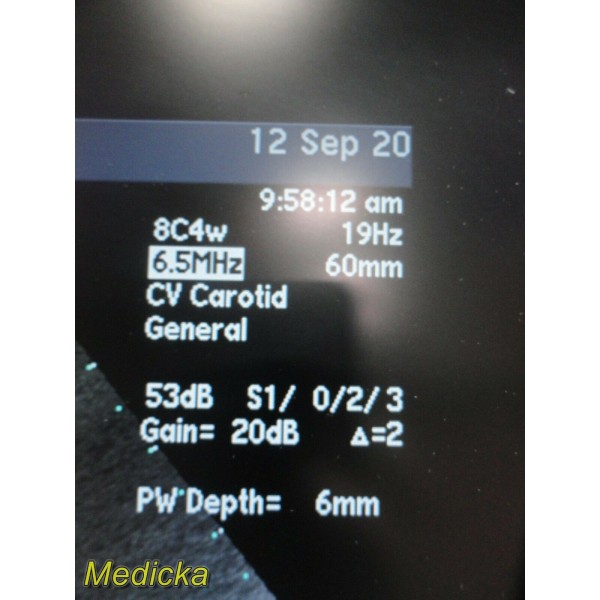 12 Sep 20
9:58:12 am
8C4w 19Hz
6.5MHz 60mm
CV Carotid
General
53dB S1/ 0/2/3
Gain= 20dB Δ=2
PW Depth= 6mm
Medicka